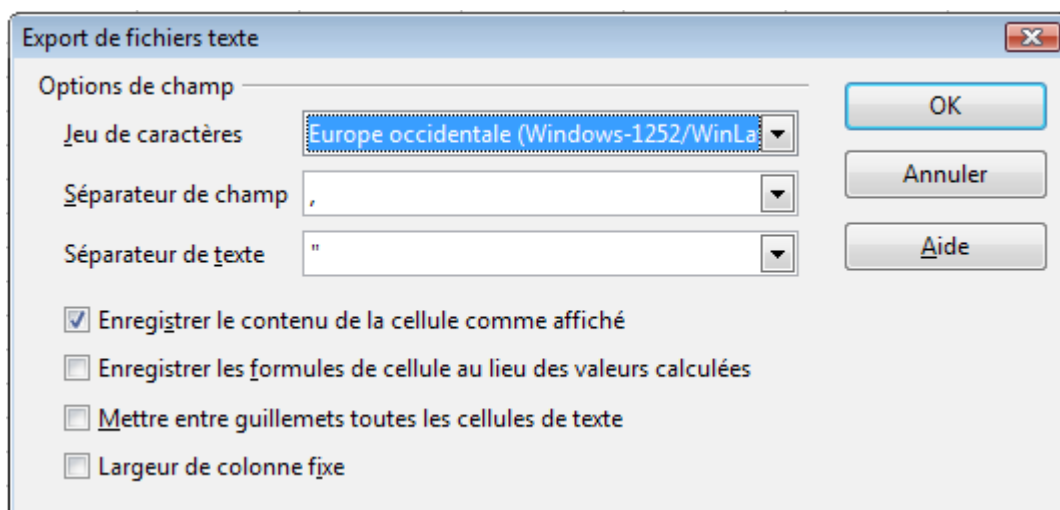 Export de fichiers texte
Options de champ
Jeu de caractères
Europe occidentale (Windows-1252/WinLa
OK
Séparateur de champ
,
Annuler
Séparateur de texte
"
Aide
Enregistrer le contenu de la cellule comme affiché
Enregistrer les formules de cellule au lieu des valeurs calculées
Mettre entre guillemets toutes les cellules de texte
Largeur de colonne fixe